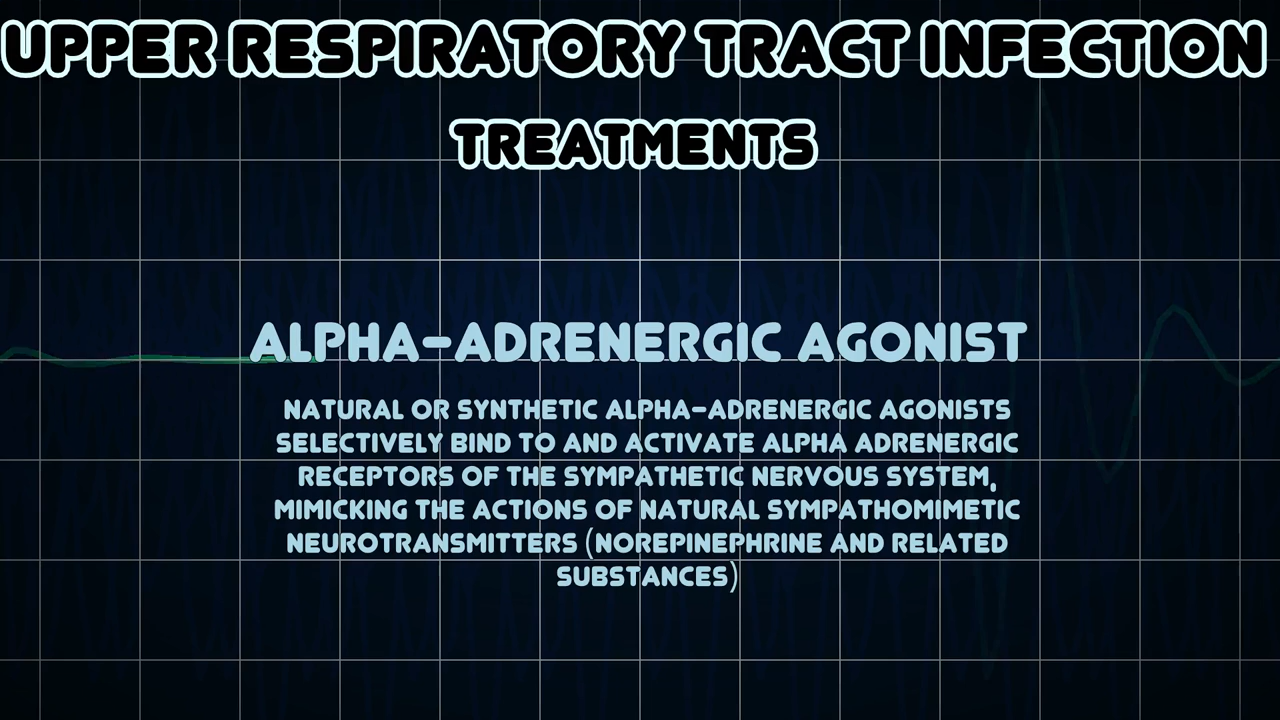 UPPER RESPIRATORY TRACT INFECTION
TREATMENTS
ALPHA-ADRENERGIC AGONIST
NATURAL OR SYNTHETIC ALPHA-ADRENERGIC AGONISTS
SELECTIVELY BIND TO AND ACTIVATE ALPHA ADRENERGIC
RECEPTORS OF THE SYMPATHETIC NERVOUS SYSTEM,
MIMICKING THE ACTIONS OF NATURAL SYMPATHOMIMETIC
NEUROTRANSMITTERS (NOREPINEPHRINE AND RELATED
SUBSTANCES)